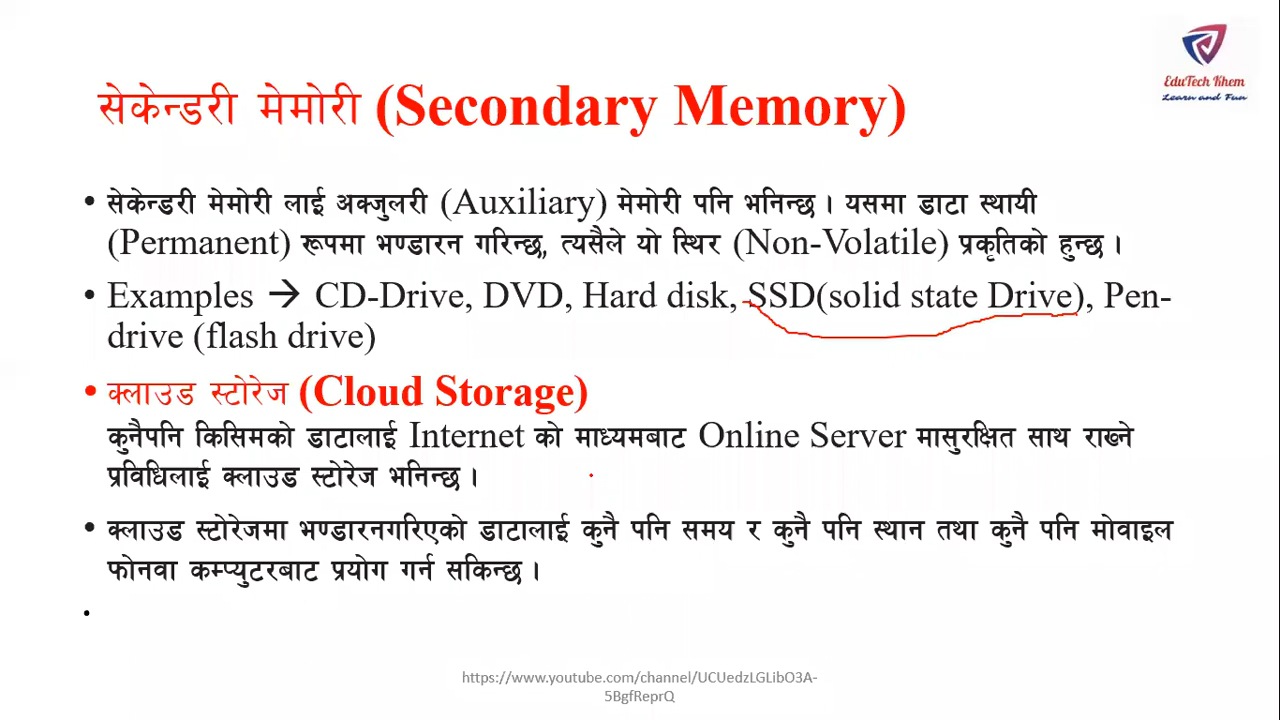 EduTech Khem
Learn and Fun
सेकेन्डरी मेमोरी (Secondary Memory)
• सेकेन्डरी मेमोरी लाई अक्जुलरी (Auxiliary) मेमोरी पनि भनिन्छ । यसमा डाटा स्थायी
(Permanent) रूपमा भण्डारन गरिन्छ, त्यसैले यो स्थिर (Non-Volatile) प्रकृतिको हुन्छ ।
• Examples → CD-Drive, DVD, Hard disk, SSD(solid state Drive), Pen-
drive (flash drive)
• क्लाउड स्टोरेज (Cloud Storage)
कुनैपनि किसिमको डाटालाई Internet को माध्यमबाट Online Server मासुरक्षित साथ राख्ने
प्रविधिलाई क्लाउड स्टोरेज भनिन्छ ।
• क्लाउड स्टोरेजमा भण्डारनगरिएको डाटालाई कुनै पनि समय र कुनै पनि स्थान तथा कुनै पनि मोवाइल
फोनवा कम्प्युटरबाट प्रयोग गर्न सकिन्छ ।
•
https://www.youtube.com/channel/UCUedzLGLibO3A-
5BgfReprQ